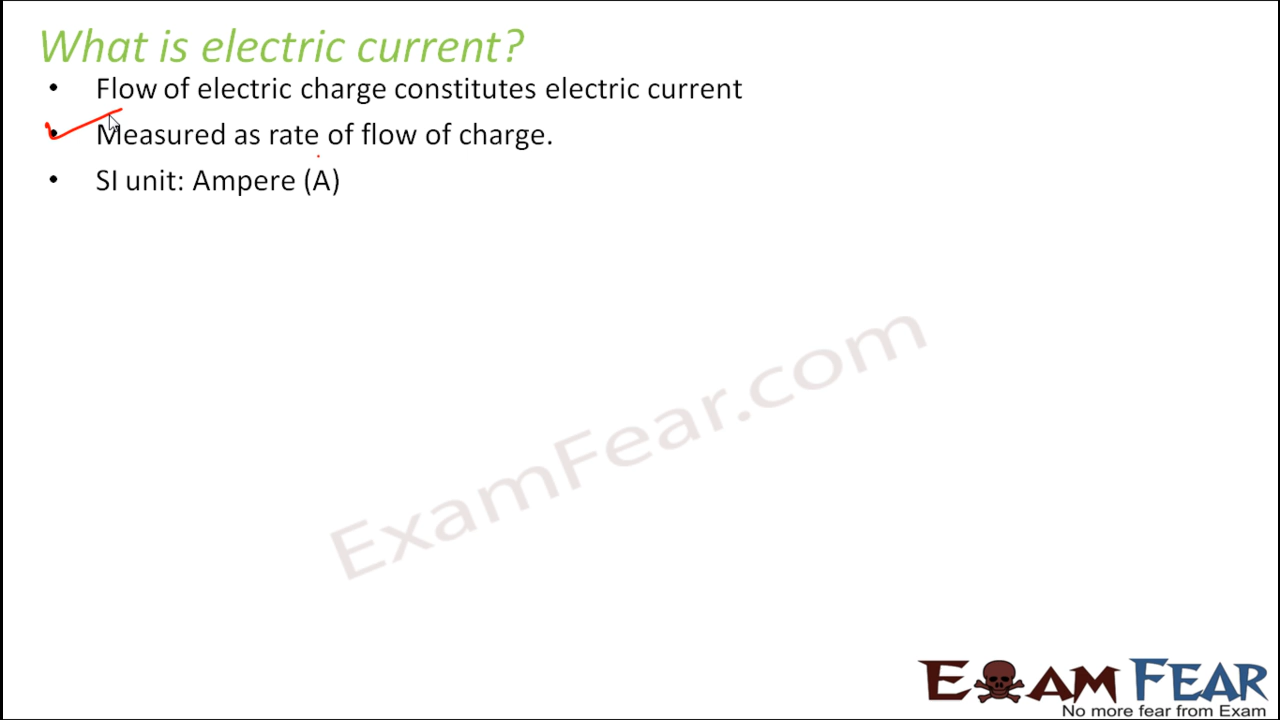 What is electric current?
• Flow of electric charge constitutes electric current
• Measured as rate of flow of charge.
• SI unit: Ampere (A)
ExamFear.com
EXAM FEAR
No more fear from Exam